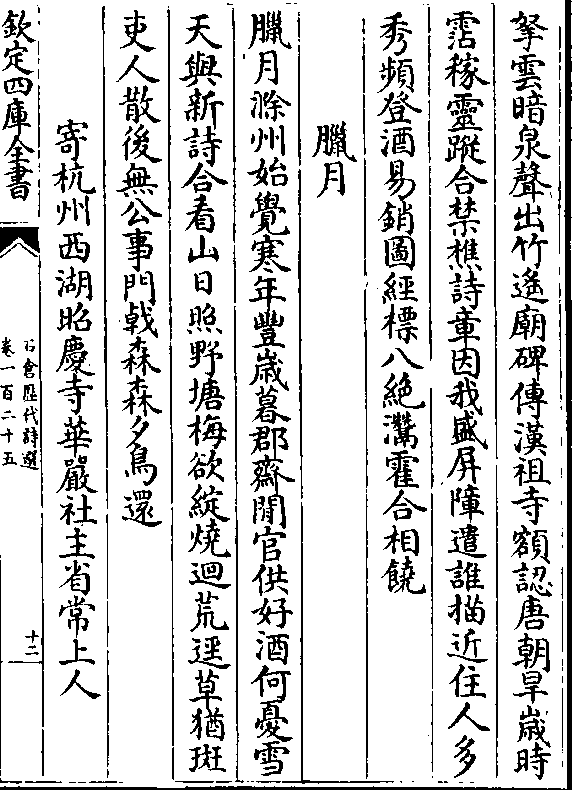 拏雲暗泉聲出竹遙廟碑傳漢祖寺額認唐朝旱歲時
霑稼靈蹤合禁樵詩章因我盛屏障遣誰描近住人多
秀頻登酒易銷圖經標八絶灊霍合相饒
臘月
臘月滁州始覺寒年豐歲暮郡齋閒官供好酒何憂雪
天與新詩合看山日照野塘梅欲綻燒迴荒逕草猶斑
吏人散後無公事門戟森森夕鳥還
寄杭州西湖昭慶寺華嚴社主省常上人
欽定四庫全書
石倉歷代詩選
卷一百二十五
十二